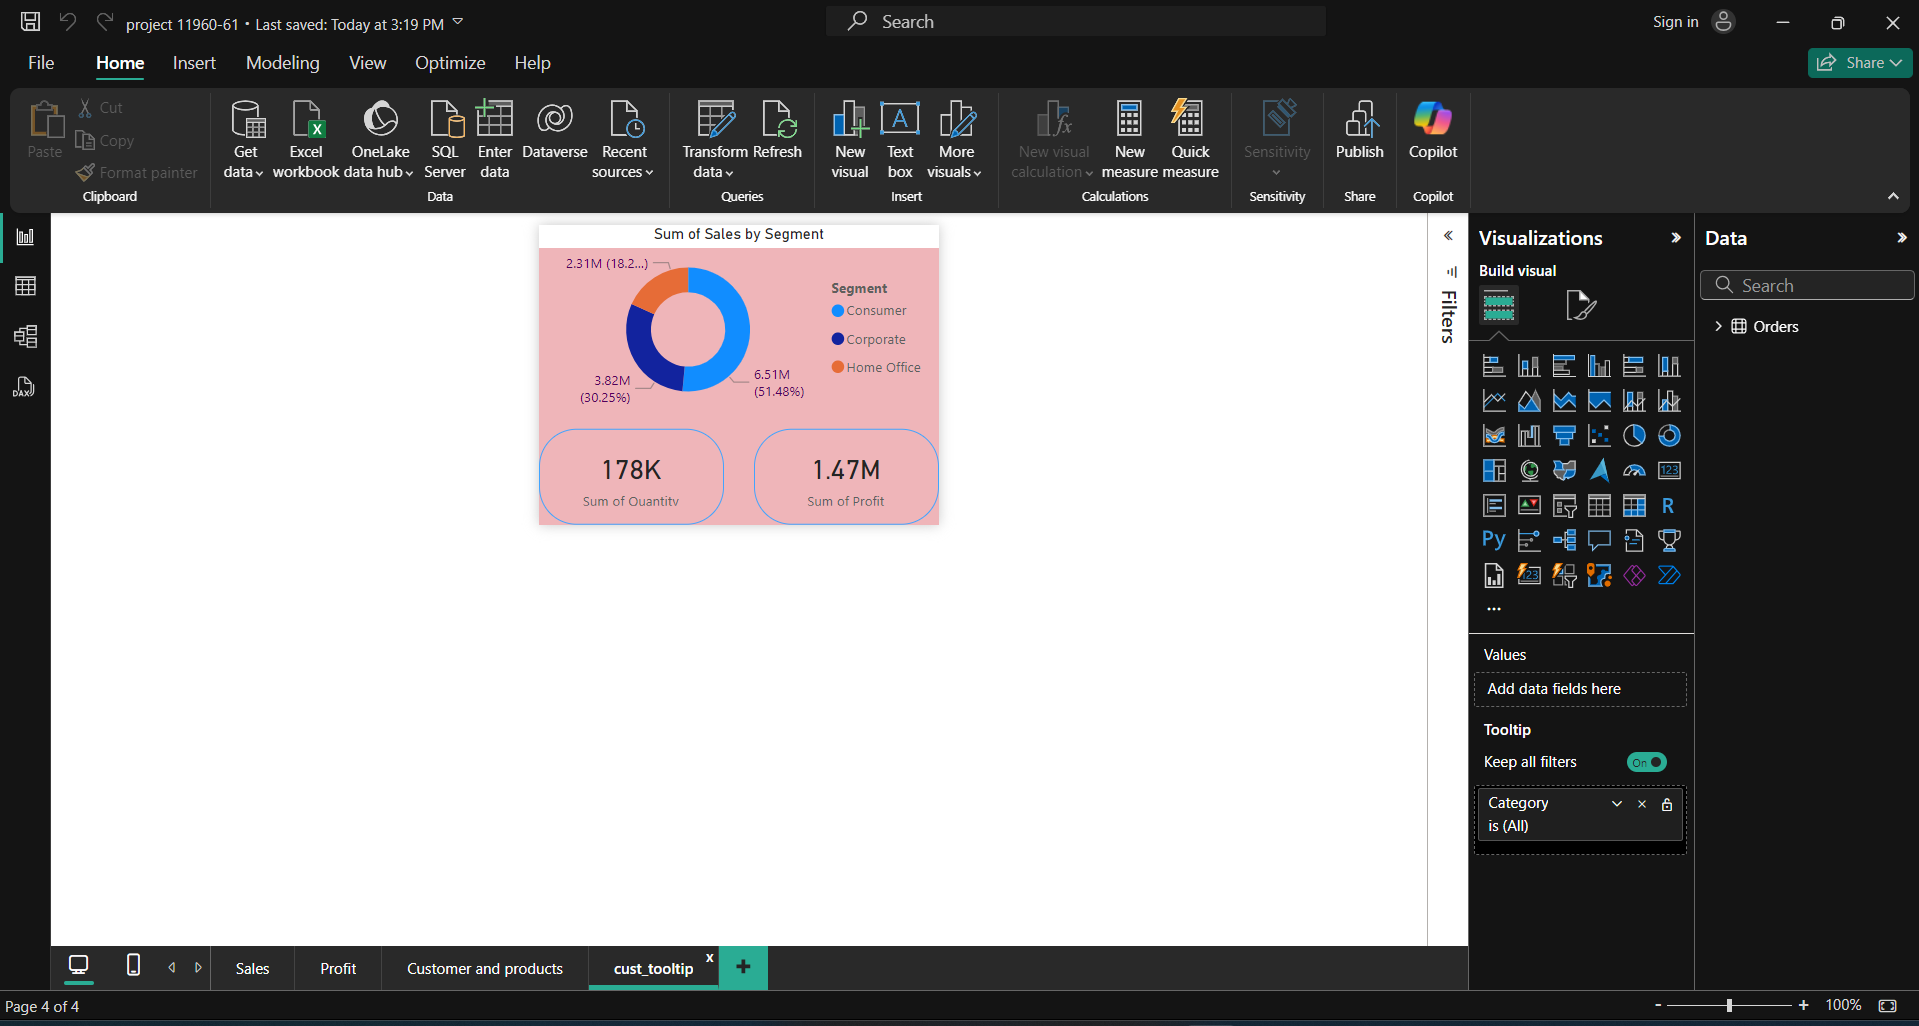 project 11960-61 • Last saved: Today at 3:19 PM
Search
Sign in
File
Home
Insert
Modeling
View
Optimize
Help
Share
Paste
Cut
Copy
Format painter
Clipboard
Get data
Excel workbook
OneLake data hub
SQL Server
Enter data
Dataverse
Recent sources
Data
Transform data
Refresh
Queries
New visual
Text box
More visuals
Insert
New visual calculation
New measure
Quick measure
Calculations
Sensitivity
Sensitivity
Publish
Share
Copilot
Copilot
DAX
Sum of Sales by Segment
2.31M (18.2...)
3.82M
(30.25%)
6.51M
(51.48%)
Segment
Consumer
Corporate
Home Office
178K
Sum of Quantity
1.47M
Sum of Profit
Filters
Visualizations
Build visual
123
R
Py
123
...
Values
Add data fields here
Tooltip
Keep all filters
On
Category
is (All)
Data
Search
Orders
Sales
Profit
Customer and products
cust_tooltip
x
+
Page 4 of 4
-
+
100%